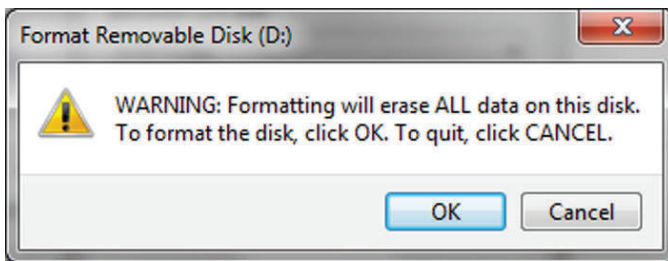 Format Removable Disk (D:)
WARNING: Formatting will erase ALL data on this disk.
To format the disk, click OK. To quit, click CANCEL.
OK Cancel